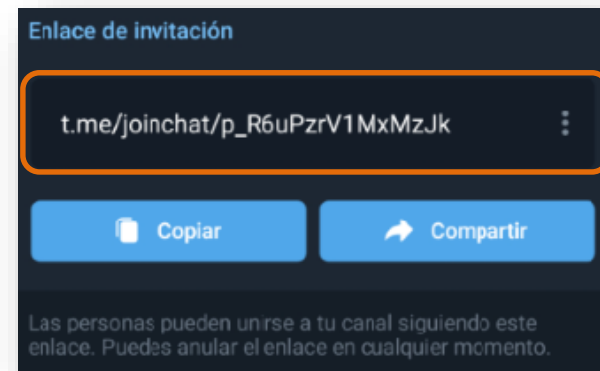 Enlace de invitación
t.me/joinchat/p_R6uPzrV1MxMzJk
Copiar
Compartir
Las personas pueden unirse a tu canal siguiendo este
enlace. Puedes anular el enlace en cualquier momento.